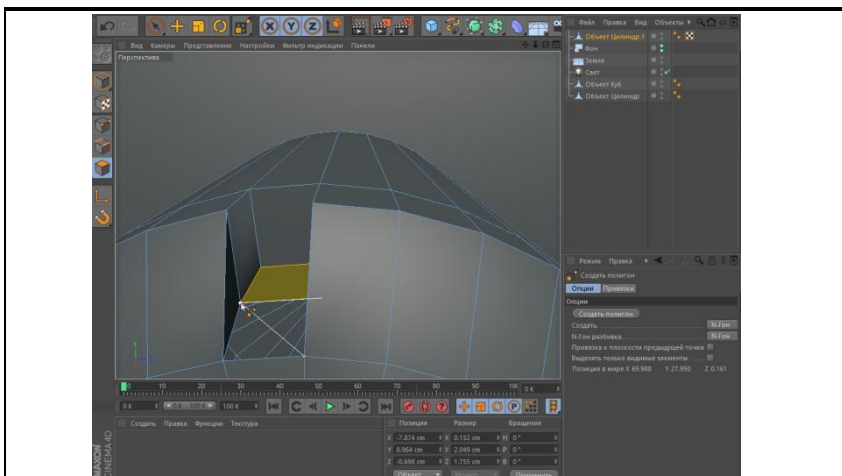 Вид Камеры Представление Настройки Фильтр индикации Панели
Перспектива
Файл Правка Вид Объекты
Объект Цилиндр.1
Фон
Земля
Свет
Объект Куб
Объект Цилиндр
Режим Правка
Создать полигон
Опции Привязки
Опции
Создать полигон
Создать N-Гон
N-Гон разбивка N-Гон
Привязка к плоскости предыдущей точки
Выделять только видимые элементы
Позиция в мире X 69.968 Y 27.950 Z 0.161
X Y Z
Y
0 10 20 30 40 50 60 70 80 90 0 K
0 K 100 K 100 K
Создать Правка Функции Текстура
Позиция Размер Вращение
X -7.874 cm X 0.152 cm H 0°
Y 8.964 cm Y 2.049 cm P 0°
Z -0.698 cm Z 1.755 cm B 0°
Объект Размер Применить
MAXON
CINEMA 4D